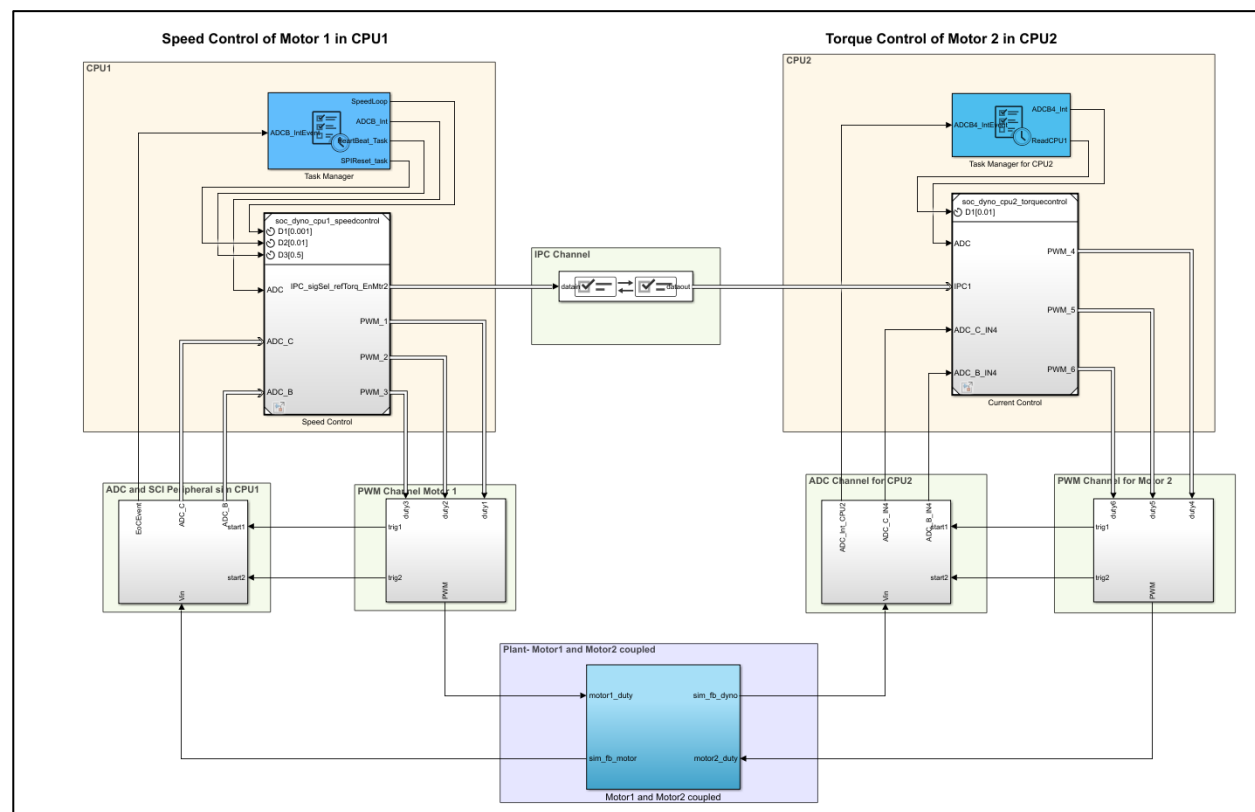 Speed Control of Motor 1 in CPU1
Torque Control of Motor 2 in CPU2
CPU1
SpeedLoop
ADCB_IntEvent
ADCB_Int
HeartBeat_Task
SPIReset_task
Task Manager
soc_dyno_cpu1_speedcontrol
D1[0.001]
D2[0.01]
D3[0.5]
ADC
IPC_sigSel_refTorq_EnMtr2
PWM_1
ADC_C
PWM_2
ADC_B
PWM_3
Speed Control
IPC Channel
datain
dataout
CPU2
ADCB4_Int
ADCB4_IntEvent
ReadCPU1
Task Manager for CPU2
soc_dyno_cpu2_torquecontrol
D1[0.01]
ADC
PWM_4
IPC1
PWM_5
ADC_C_IN4
ADC_B_IN4
PWM_6
Current Control
ADC and SCI Peripheral sim CPU1
EoCEvent
ADC_C
ADC_B
start1
start2
Vin
PWM Channel Motor 1
duty3
duty2
duty1
trig1
trig2
PWM
ADC Channel for CPU2
ADC_Int_CPU2
ADC_C_IN4
ADC_B_IN4
start1
start2
Vin
PWM Channel for Motor 2
duty6
duty5
duty4
trig1
trig2
PWM
Plant- Motor1 and Motor2 coupled
motor1_duty
sim_fb_dyno
sim_fb_motor
motor2_duty
Motor1 and Motor2 coupled